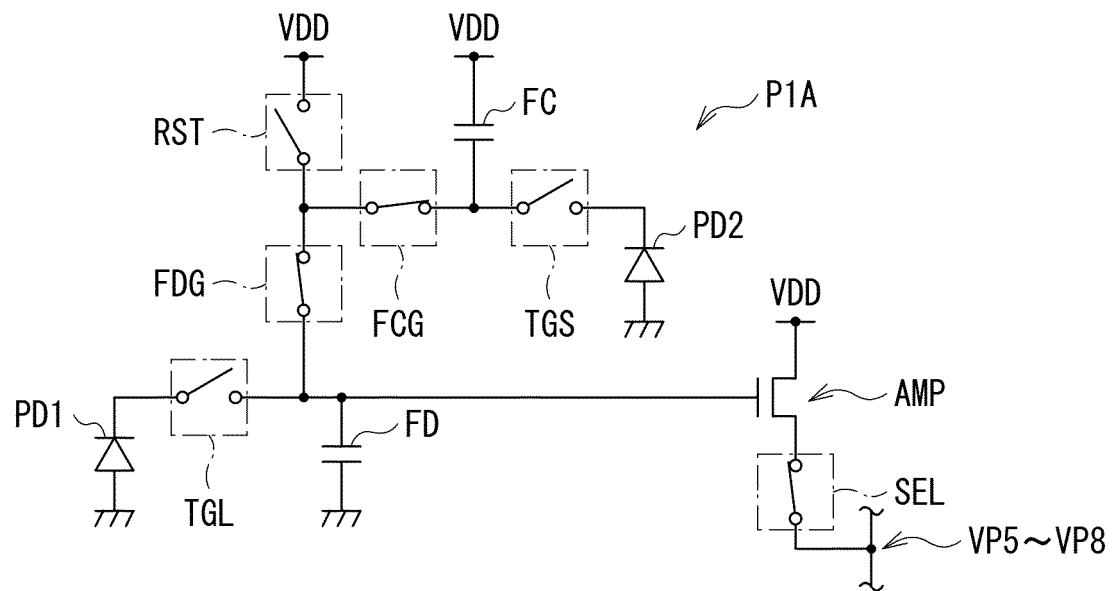 VDD
VDD
RST
FC
P1A
PD2
FDG
FCG
TGS
VDD
PD1
FD
AMP
TGL
SEL
VP5～VP8